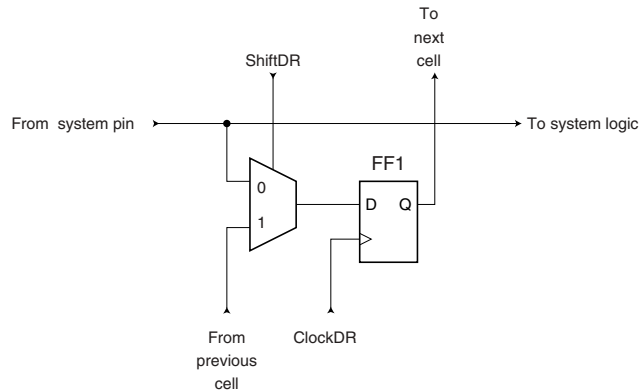 To
next
cell
ShiftDR
From system pin
To system logic
FF1
0
D Q
1
From
previous
cell
ClockDR